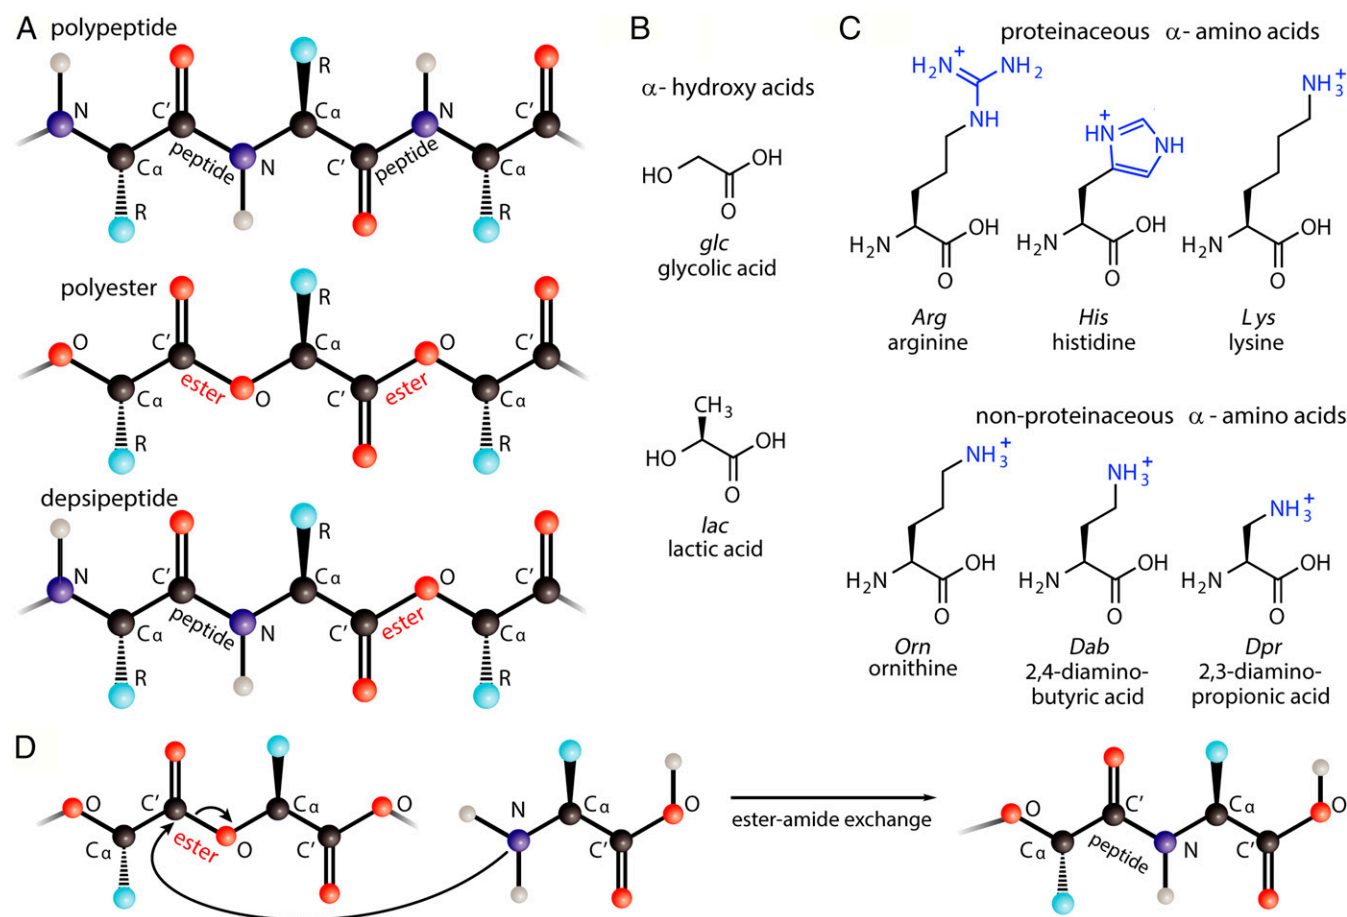 A
polypeptide
R
N
C′
Cα
N
C′
peptide
peptide
Cα
N
C′
Cα
R
R
polyester
R
O
C′
Cα
O
C′
ester
ester
Cα
O
C′
Cα
R
R
depsipeptide
R
N
C′
Cα
O
C′
peptide
ester
Cα
N
C′
Cα
R
R
B
α- hydroxy acids
OH
HO
O
glc
glycolic acid
CH3
OH
HO
O
lac
lactic acid
C
proteinaceous α- amino acids
H2N+
NH2
NH
OH
H2N
O
Arg
arginine
HN+
NH
OH
H2N
O
His
histidine
NH3+
OH
H2N
O
Lys
lysine
non-proteinaceous α - amino acids
NH3+
OH
H2N
O
Orn
ornithine
NH3+
OH
H2N
O
Dab
2,4-diamino-
butyric acid
NH3+
OH
H2N
O
Dpr
2,3-diamino-
propionic acid
D
O
C′
Cα
O
ester
Cα
O
C′
N
Cα
O
C′
ester-amide exchange
O
C′
Cα
O
Cα
peptide
N
C′